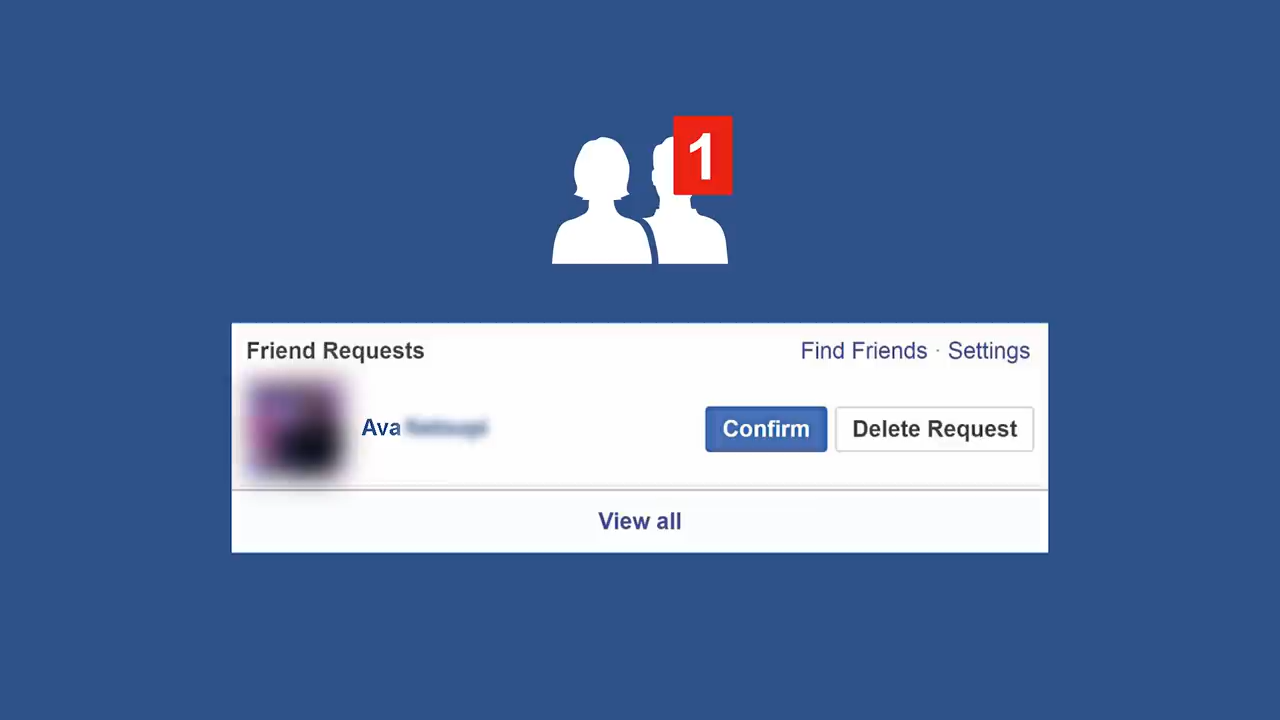 1
Friend Requests Find Friends · Settings
Ava
Confirm Delete Request
View all